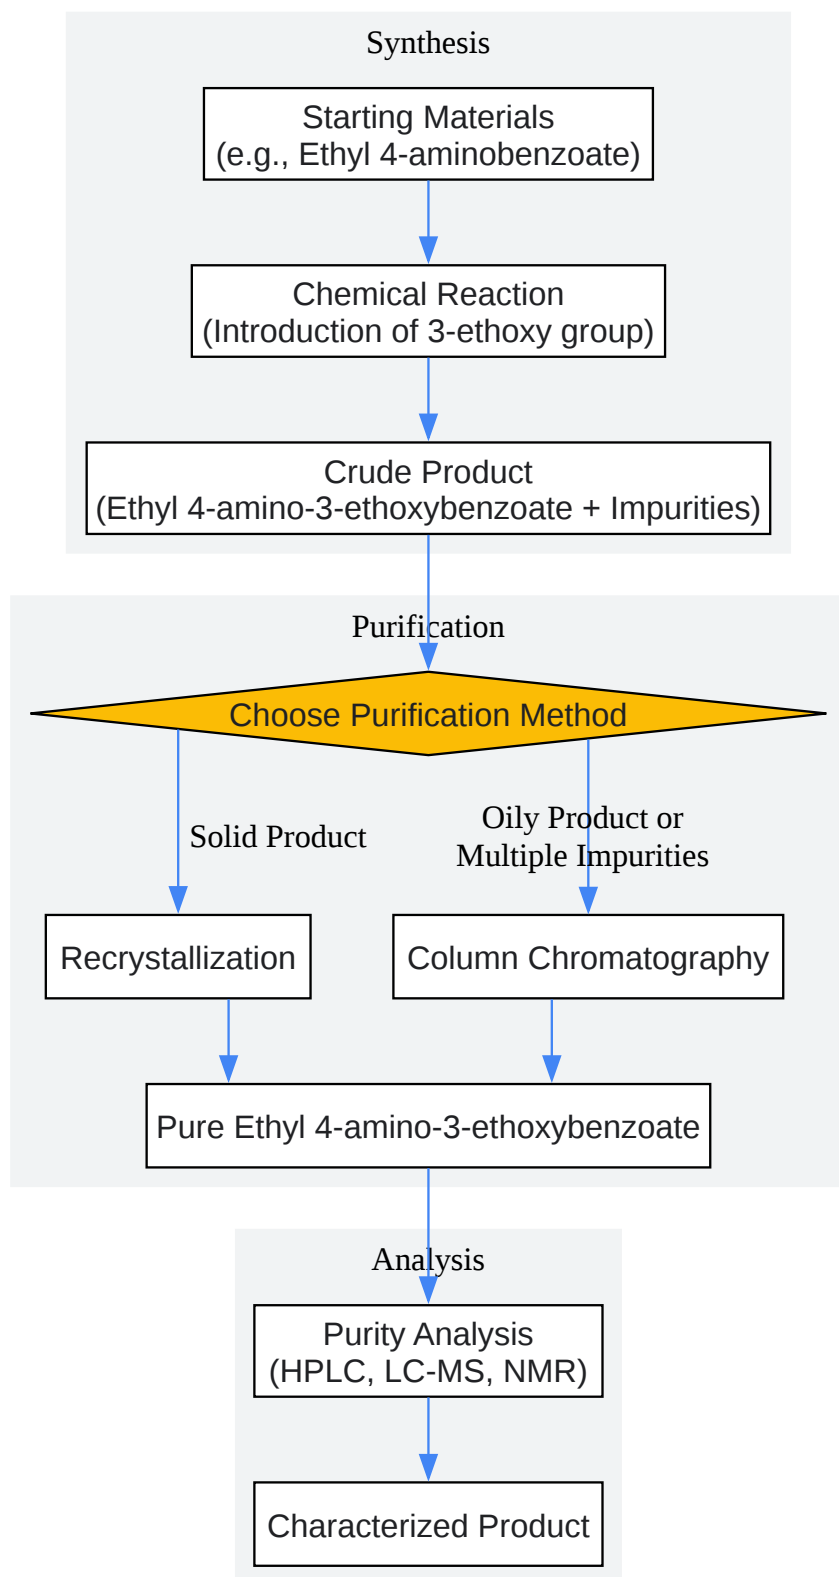 Synthesis
Starting Materials
(e.g., Ethyl 4-aminobenzoate)
Chemical Reaction
(Introduction of 3-ethoxy group)
Crude Product
(Ethyl 4-amino-3-ethoxybenzoate + Impurities)
Purification
Choose Purification Method
Solid Product
Oily Product or
Multiple Impurities
Recrystallization
Column Chromatography
Pure Ethyl 4-amino-3-ethoxybenzoate
Analysis
Purity Analysis
(HPLC, LC-MS, NMR)
Characterized Product